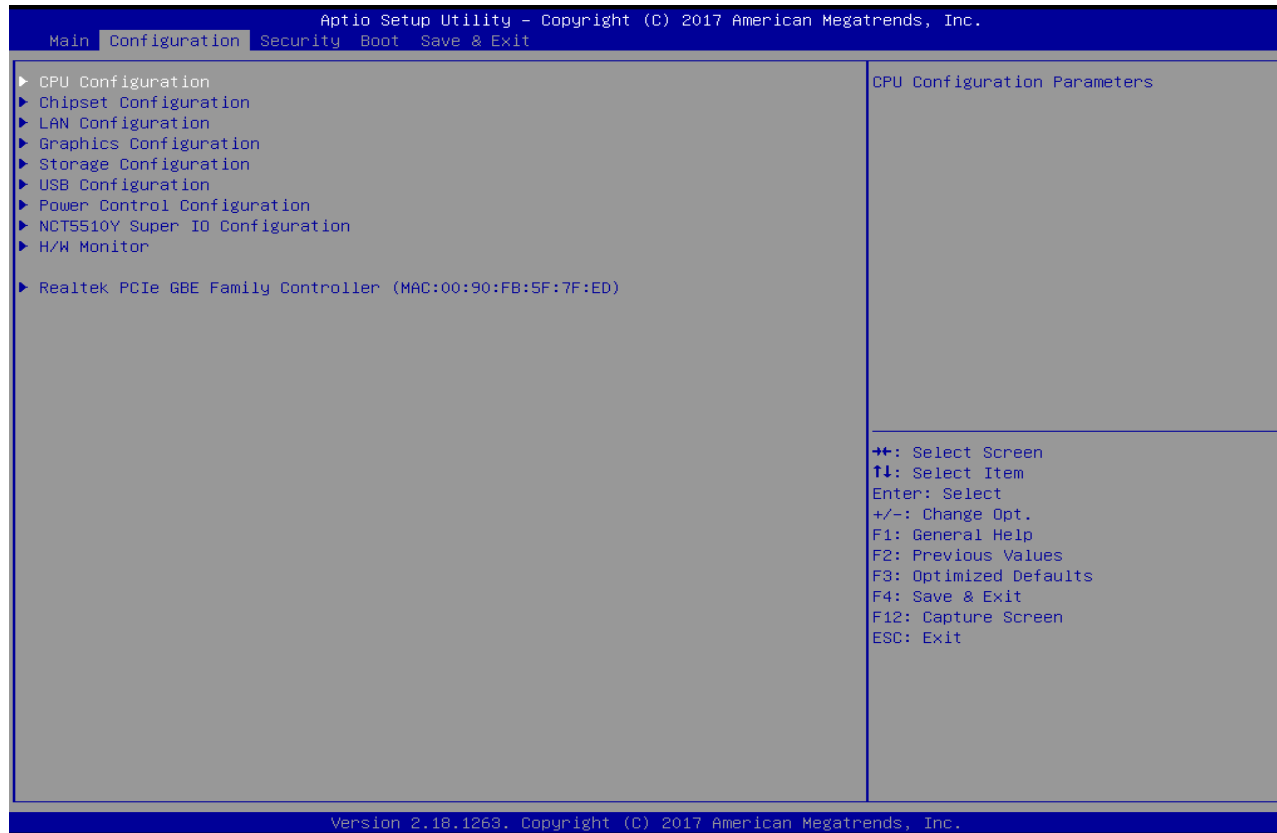 Aptio Setup Utility – Copyright (C) 2017 American Megatrends, Inc.
Main Configuration Security Boot Save & Exit
▶ CPU Configuration
▶ Chipset Configuration
▶ LAN Configuration
▶ Graphics Configuration
▶ Storage Configuration
▶ USB Configuration
▶ Power Control Configuration
▶ NCT5510Y Super IO Configuration
▶ H/W Monitor
▶ Realtek PCIe GBE Family Controller (MAC:00:90:FB:5F:7F:ED)
CPU Configuration Parameters
→←: Select Screen
↑↓: Select Item
Enter: Select
+/-: Change Opt.
F1: General Help
F2: Previous Values
F3: Optimized Defaults
F4: Save & Exit
F12: Capture Screen
ESC: Exit
Version 2.18.1263. Copyright (C) 2017 American Megatrends, Inc.